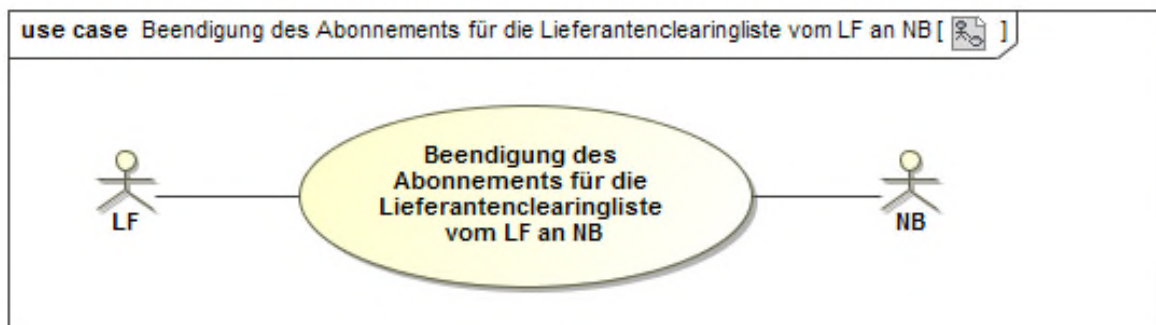 use case Beendigung des Abonnements für die Lieferantenclearingliste vom LF an NB [ ]
Beendigung des
Abonnements für die
Lieferantenclearingliste
vom LF an NB
LF
NB